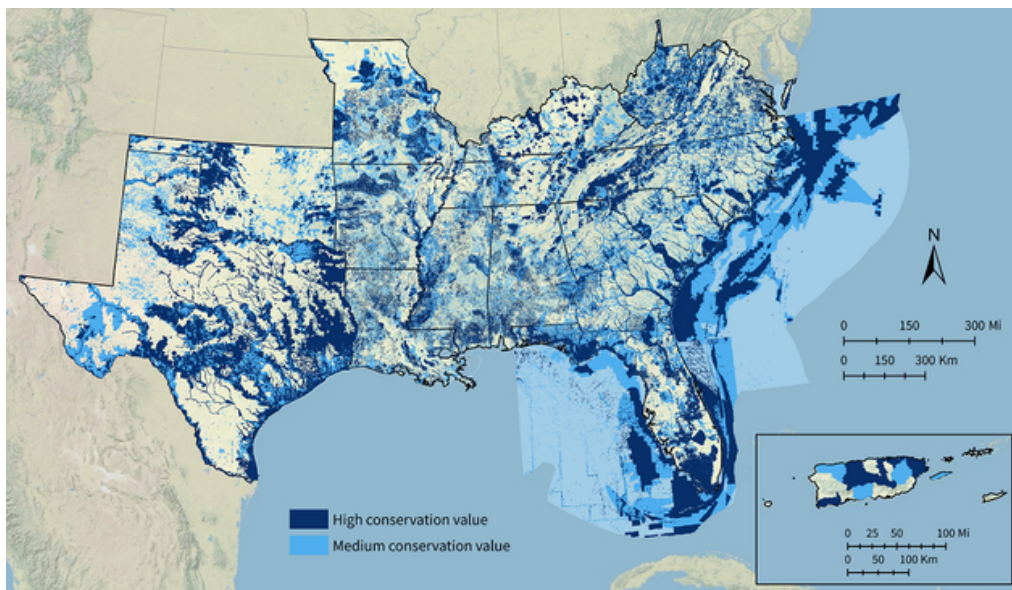 N
0 150 300 Mi
0 150 300 Km
High conservation value
Medium conservation value
0 25 50 100 Mi
0 50 100 Km